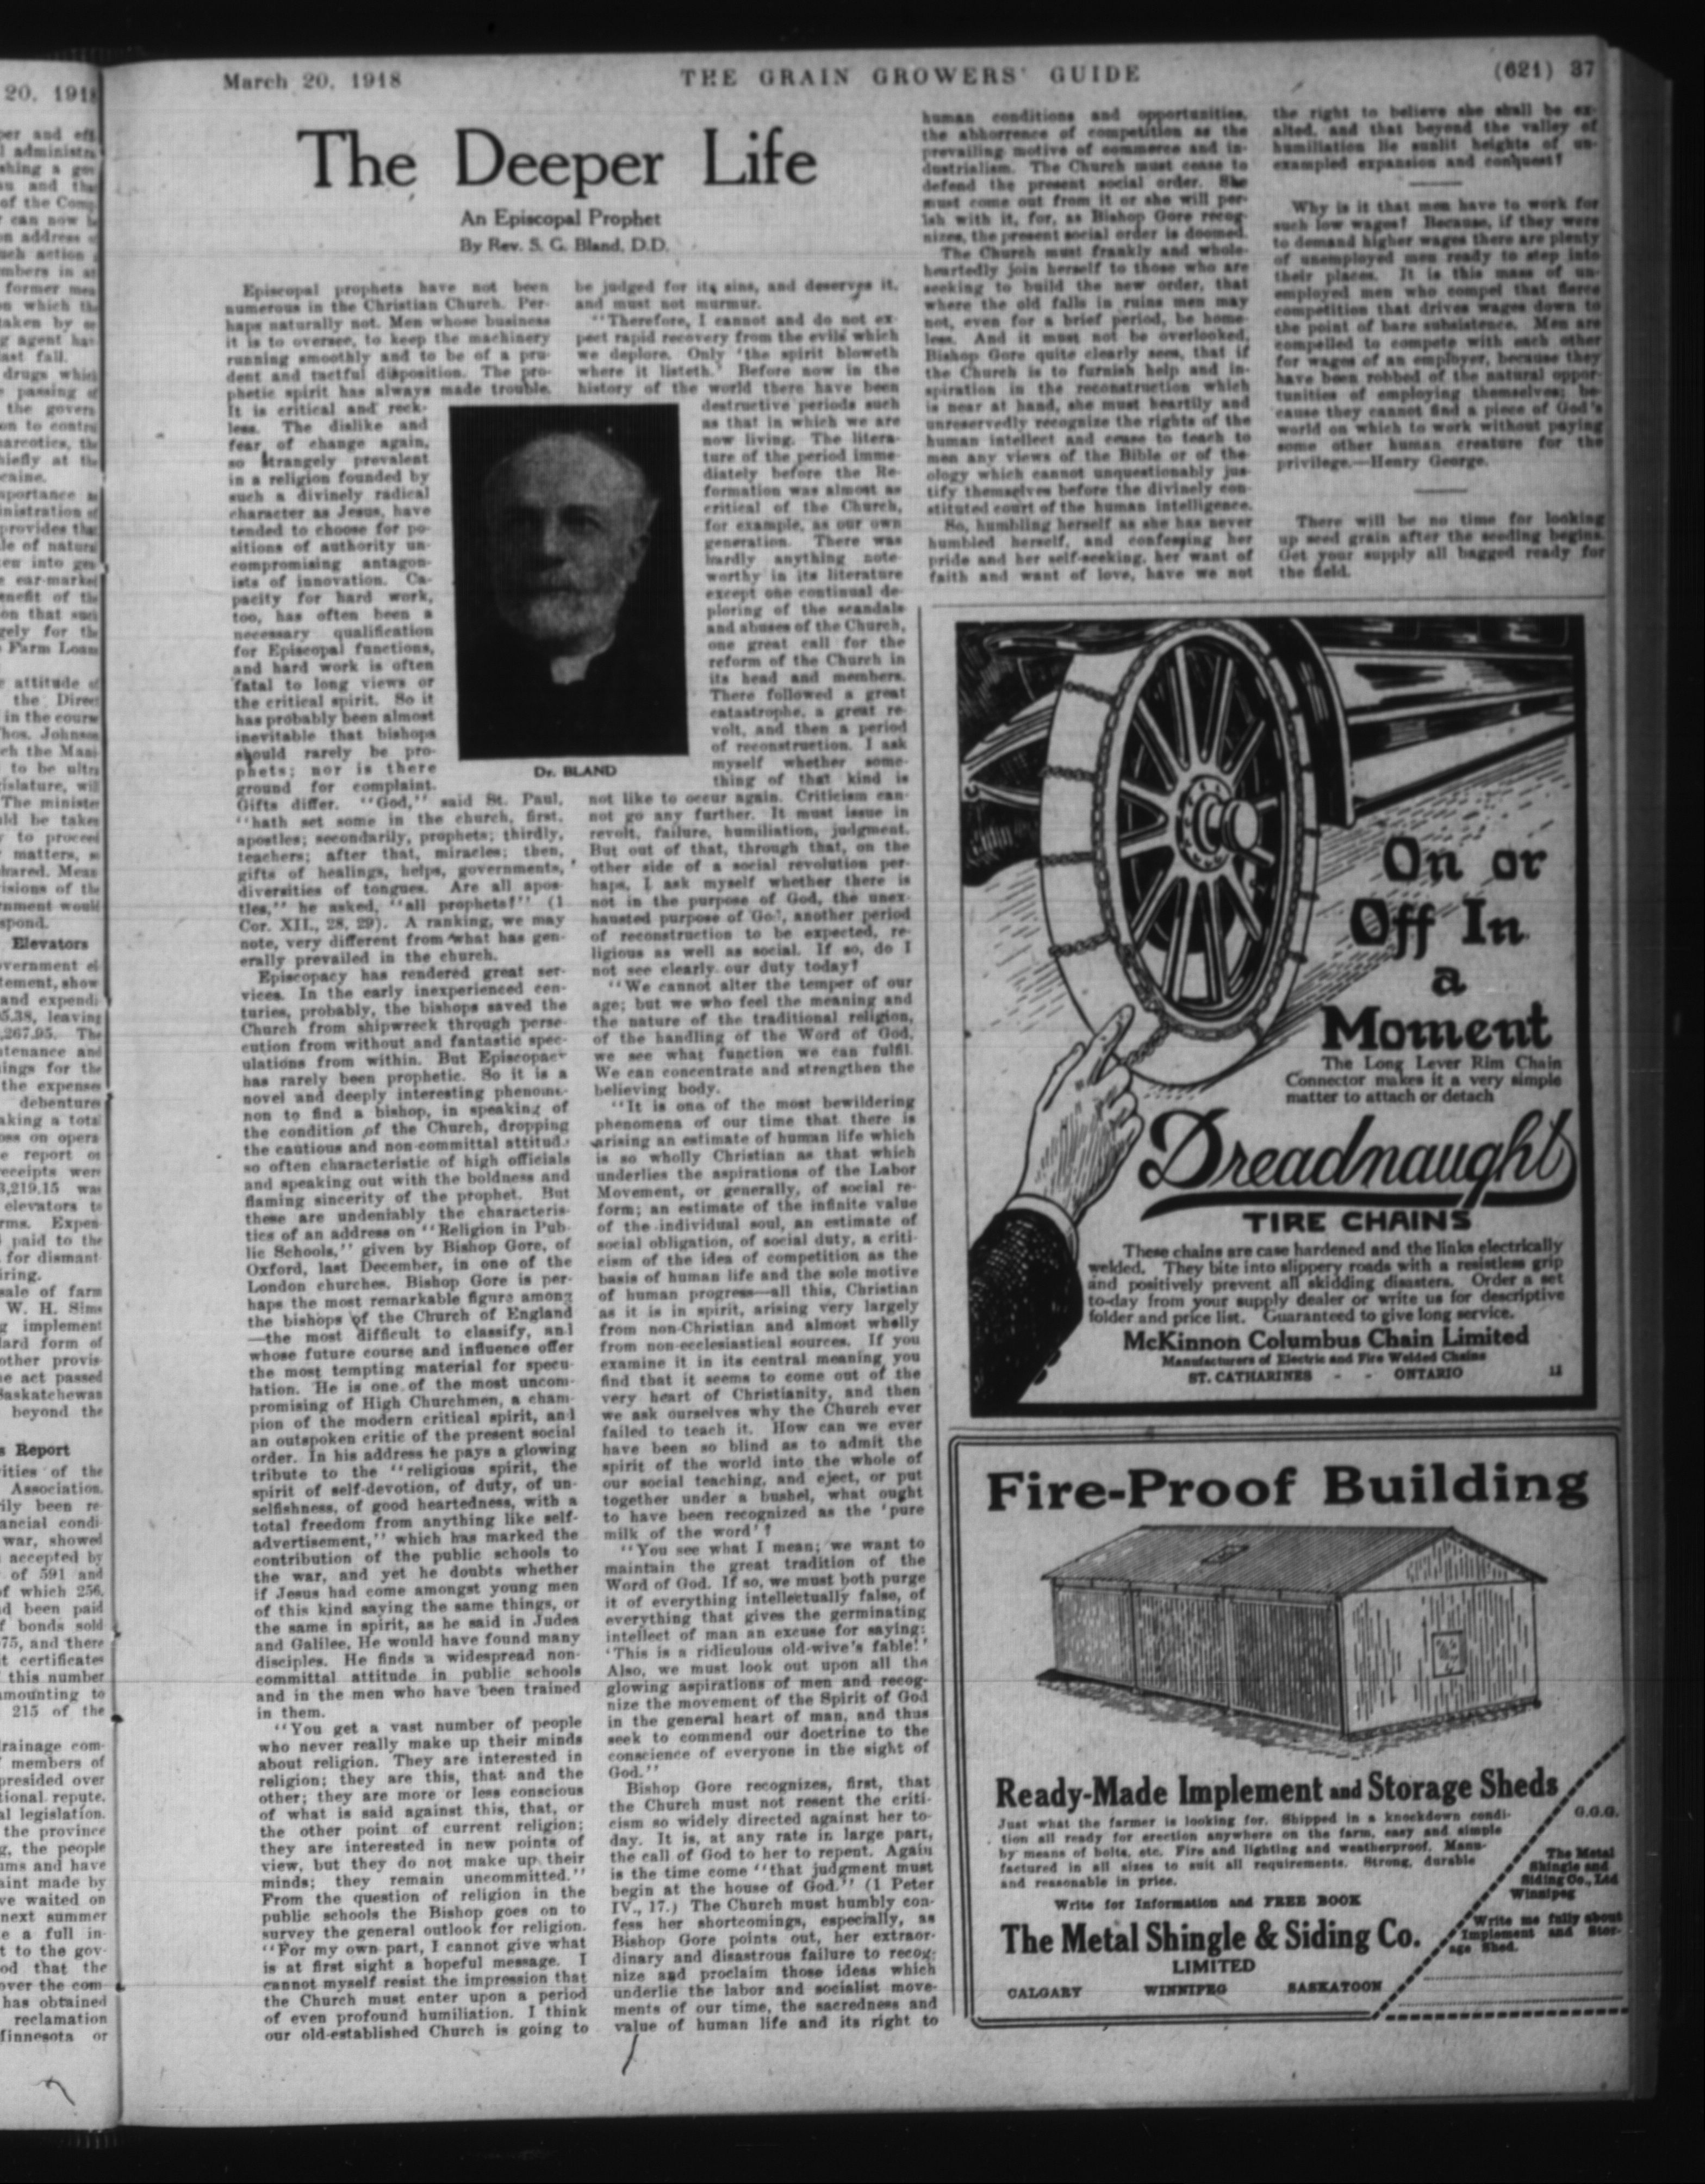 March 20, 1918
THE GRAIN GROWERS' GUIDE
(621) 37
The Deeper Life
An Episcopal Prophet
By Rev. S. G. Bland, D.D.
Episcopal prophets have not been
numerous in the Christian Church. Per-
haps naturally not. Men whose business
it is to oversee, to keep the machinery
running smoothly and to be of a pru-
dent and tactful disposition. The pro-
phetic spirit has always made trouble.
It is critical and reck-
less. The dislike and
fear of change again,
so strangely prevalent
in a religion founded by
such a divinely radical
character as Jesus, have
tended to choose for po-
sitions of authority un-
compromising antagon-
ists of innovation. Ca-
pacity for hard work,
too, has often been a
necessary qualification
for Episcopal functions,
and hard work is often
fatal to long views or
the critical spirit. So it
has probably been almost
inevitable that bishops
should rarely be pro-
phets; nor is there
ground for complaint.
Gifts differ. "God," said St. Paul,
"hath set some in the church, first,
apostles; secondarily, prophets; thirdly,
teachers; after that, miracles; then,
gifts of healings, helps, governments,
diversities of tongues. Are all apos-
tles," he asked, "all prophets?" (1
Cor. XII., 28, 29). A ranking, we may
note, very different from what has gen-
erally prevailed in the church.
Episcopacy has rendered great ser-
vices. In the early inexperienced cen-
turies, probably, the bishops saved the
Church from shipwreck through perse-
cution from without and fantastic spec-
ulations from within. But Episcopacy
has rarely been prophetic. So it is a
novel and deeply interesting phenome-
non to find a bishop, in speaking of
the condition of the Church, dropping
the cautious and non-committal attitude
so often characteristic of high officials
and speaking out with the boldness and
flaming sincerity of the prophet. But
these are undeniably the characteris-
tics of an address on "Religion in Pub-
lic Schools," given by Bishop Gore, of
Oxford, last December, in one of the
London churches. Bishop Gore is per-
haps the most remarkable figure among
the bishops of the Church of England
—the most difficult to classify, and
whose future course and influence offer
the most tempting material for specu-
lation. He is one of the most uncom-
promising of High Churchmen, a cham-
pion of the modern critical spirit, and
an outspoken critic of the present social
order. In his address he pays a glowing
tribute to the "religious spirit, the
spirit of self-devotion, of duty, of un-
selfishness, of good heartedness, with a
total freedom from anything like self-
advertisement," which has marked the
contribution of the public schools to
the war, and yet he doubts whether
if Jesus had come amongst young men
of this kind saying the same things, or
the same in spirit, as he said in Judea
and Galilee, He would have found many
disciples. He finds a widespread non-
committal attitude in public schools
and in the men who have been trained
in them.
"You get a vast number of people
who never really make up their minds
about religion. They are interested in
religion; they are this, that and the
other; they are more or less conscious
of what is said against this, that, or
the other point of current religion;
they are interested in new points of
view, but they do not make up their
minds; they remain uncommitted."
From the question of religion in the
public schools the Bishop goes on to
survey the general outlook for religion.
"For my own part, I cannot give what
is at first sight a hopeful message. I
cannot myself resist the impression that
the Church must enter upon a period
of even profound humiliation. I think
our old-established Church is going to
be judged for its sins, and deserves it,
and must not murmur.
"Therefore, I cannot and do not ex-
pect rapid recovery from the evils which
we deplore. Only 'the spirit bloweth
where it listeth.' Before now in the
history of the world there have been
destructive periods such
as that in which we are
now living. The litera-
ture of the period imme-
diately before the Re-
formation was almost as
critical of the Church,
for example, as our own
generation. There was
hardly anything note-
worthy in its literature
except one continual de-
ploring of the scandals
and abuses of the Church,
one great call for the
reform of the Church in
its head and members.
There followed a great
catastrophe, a great re-
volt, and then a period
of reconstruction. I ask
myself whether some-
thing of that kind is
not like to occur again. Criticism can-
not go any further. It must issue in
revolt, failure, humiliation, judgment.
But out of that, through that, on the
other side of a social revolution per-
haps, I ask myself whether there is
not in the purpose of God, the unex-
hausted purpose of God, another period
of reconstruction to be expected, re-
ligious as well as social. If so, do I
not see clearly our duty today?
"We cannot alter the temper of our
age; but we who feel the meaning and
the nature of the traditional religion,
of the handling of the Word of God,
we see what function we can fulfil.
We can concentrate and strengthen the
believing body.
"It is one of the most bewildering
phenomena of our time that there is
arising an estimate of human life which
is so wholly Christian as that which
underlies the aspirations of the Labor
Movement, or generally, of social re-
form; an estimate of the infinite value
of the individual soul, an estimate of
social obligation, of social duty, a criti-
cism of the idea of competition as the
basis of human life and the sole motive
of human progress—all this, Christian
as it is in spirit, arising very largely
from non-Christian and almost wholly
from non-ecclesiastical sources. If you
examine it in its central meaning you
find that it seems to come out of the
very heart of Christianity, and then
we ask ourselves why the Church ever
failed to teach it. How can we ever
have been so blind as to admit the
spirit of the world into the whole of
our social teaching, and eject, or put
together under a bushel, what ought
to have been recognized as the 'pure
milk of the word'?
"You see what I mean; we want to
maintain the great tradition of the
Word of God. If so, we must both purge
it of everything intellectually false, of
everything that gives the germinating
intellect of man an excuse for saying:
'This is a ridiculous old-wive's fable!'
Also, we must look out upon all the
glowing aspirations of men and recog-
nize the movement of the Spirit of God
in the general heart of man, and thus
seek to commend our doctrine to the
conscience of everyone in the sight of
God."
Bishop Gore recognizes, first, that
the Church must not resent the criti-
cism so widely directed against her to-
day. It is, at any rate in large part,
the call of God to her to repent. Again
is the time come "that judgment must
begin at the house of God." (1 Peter
IV., 17.) The Church must humbly con-
fess her shortcomings, especially, as
Bishop Gore points out, her extraor-
dinary and disastrous failure to recog-
nize and proclaim those ideas which
underlie the labor and socialist move-
ments of our time, the sacredness and
value of human life and its right to
Dr. BLAND
human conditions and opportunities,
the abhorrence of competition as the
prevailing motive of commerce and in-
dustrialism. The Church must cease to
defend the present social order. She
must come out from it or she will per-
ish with it, for, as Bishop Gore recog-
nizes, the present social order is doomed.
The Church must frankly and whole-
heartedly join herself to those who are
seeking to build the new order, that
where the old falls in ruins men may
not, even for a brief period, be home-
less. And it must not be overlooked,
Bishop Gore quite clearly sees, that if
the Church is to furnish help and in-
spiration in the reconstruction which
is near at hand, she must heartily and
unreservedly recognize the rights of the
human intellect and cease to teach to
men any views of the Bible or of the-
ology which cannot unquestionably jus-
tify themselves before the divinely con-
stituted court of the human intelligence.
So, humbling herself as she has never
humbled herself, and confessing her
pride and her self-seeking, her want of
faith and want of love, have we not
the right to believe she shall be ex-
alted, and that beyond the valley of
humiliation lie sunlit heights of un-
exampled expansion and conquest?
Why is it that men have to work for
such low wages? Because, if they were
to demand higher wages there are plenty
of unemployed men ready to step into
their places. It is this mass of un-
employed men who compel that fierce
competition that drives wages down to
the point of bare subsistence. Men are
compelled to compete with each other
for wages of an employer, because they
have been robbed of the natural oppor-
tunities of employing themselves; be-
cause they cannot find a piece of God's
world on which to work without paying
some other human creature for the
privilege.—Henry George.
There will be no time for looking
up seed grain after the seeding begins.
Get your supply all bagged ready for
the field.
On or
Off In
a
Moment
The Long Lever Rim Chain
Connector makes it a very simple
matter to attach or detach
Dreadnaught
TIRE CHAINS
These chains are case hardened and the links electrically
welded. They bite into slippery roads with a resistless grip
and positively prevent all skidding disasters. Order a set
to-day from your supply dealer or write us for descriptive
folder and price list. Guaranteed to give long service.
McKinnon Columbus Chain Limited
Manufacturers of Electric and Fire Welded Chains
ST. CATHARINES - - ONTARIO
Fire-Proof Building
Ready-Made Implement and Storage Sheds
Just what the farmer is looking for. Shipped in a knockdown condi-
tion all ready for erection anywhere on the farm, easy and simple
by means of bolts, etc. Fire and lighting and weatherproof. Manu-
factured in all sizes to suit all requirements. Strong, durable
and reasonable in price.
Write for Information and FREE BOOK
The Metal Shingle & Siding Co.
LIMITED
CALGARY WINNIPEG SASKATOON
G.G.G.
The Metal
Shingle and
Siding Co., Ltd
Winnipeg
Write me fully about
Implement and Stor-
age Shed.